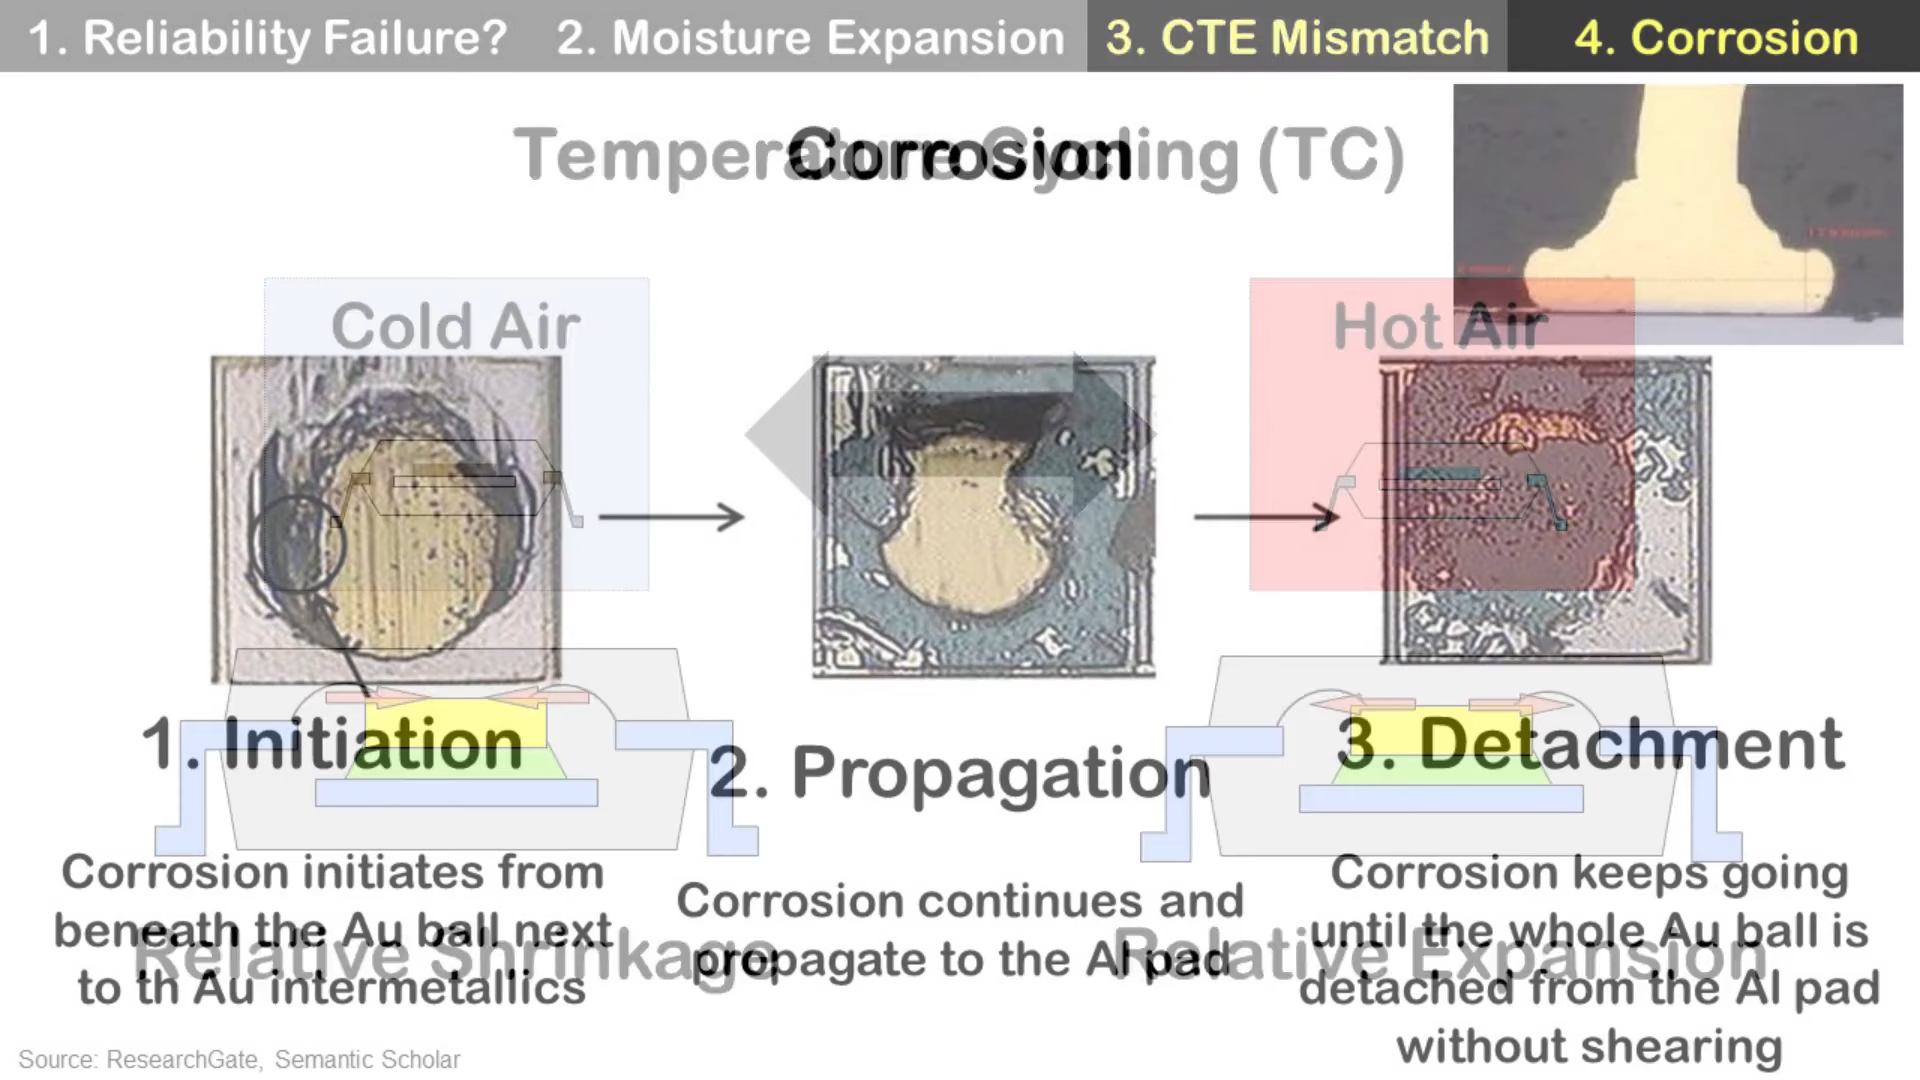 1. Reliability Failure? 2. Moisture Expansion 3. CTE Mismatch 4. Corrosion
Temperature Cycling (TC)
Corrosion
Cold Air
Hot Air
1. Initiation
2. Propagation
3. Detachment
Corrosion initiates from
beneath the Au ball next
to th Au intermetallics
Corrosion continues and
propagate to the Al pad
Corrosion keeps going
until the whole Au ball is
detached from the Al pad
without shearing
Relative Shrinkage
Relative Expansion
Source: ResearchGate, Semantic Scholar